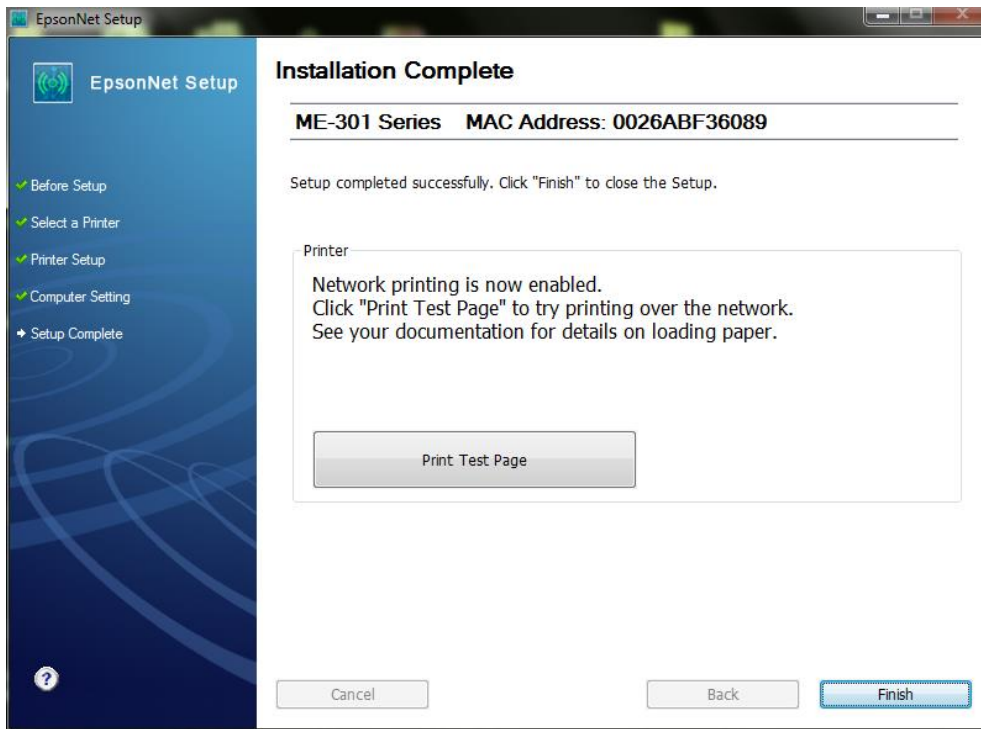 EpsonNet Setup
EpsonNet Setup
Before Setup
Select a Printer
Printer Setup
Computer Setting
Setup Complete
?
Installation Complete
ME-301 Series MAC Address: 0026ABF36089
Setup completed successfully. Click "Finish" to close the Setup.
Printer
Network printing is now enabled.
Click "Print Test Page" to try printing over the network.
See your documentation for details on loading paper.
Print Test Page
Cancel
Back
Finish